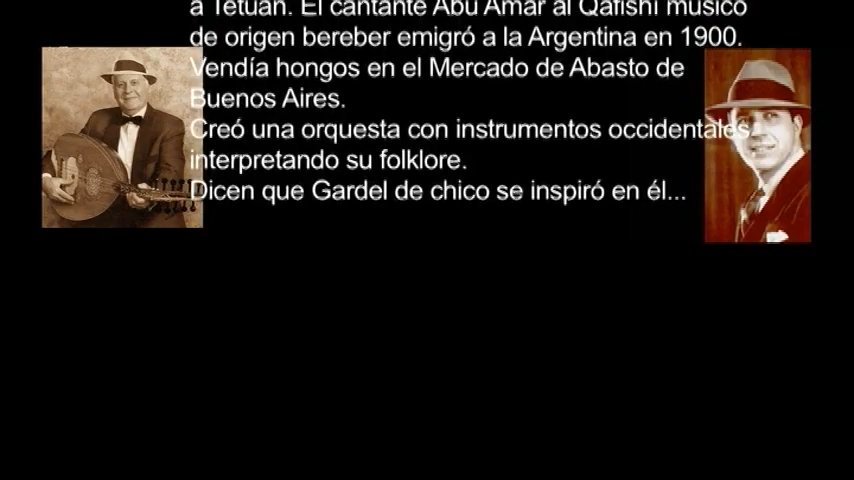 a Tetuán. El cantante Abu Amar al Qafishi músico
de origen bereber emigró a la Argentina en 1900.
Vendía hongos en el Mercado de Abasto de
Buenos Aires.
Creó una orquesta con instrumentos occidentales
interpretando su folklore.
Dicen que Gardel de chico se inspiró en él...